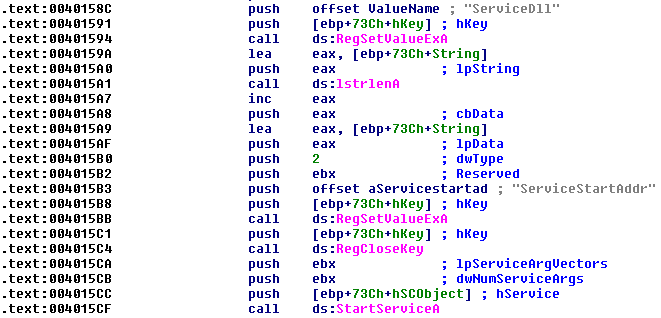 .text:0040158C push offset ValueName ; "ServiceDll"
.text:00401591 push [ebp+73Ch+hKey] ; hKey
.text:00401594 call ds:RegSetValueExA
.text:0040159A lea eax, [ebp+73Ch+String]
.text:004015A0 push eax ; lpString
.text:004015A1 call ds:lstrlenA
.text:004015A7 inc eax
.text:004015A8 push eax ; cbData
.text:004015A9 lea eax, [ebp+73Ch+String]
.text:004015AF push eax ; lpData
.text:004015B0 push 2 ; dwType
.text:004015B2 push ebx ; Reserved
.text:004015B3 push offset aServicestartad ; "ServiceStartAddr"
.text:004015B8 push [ebp+73Ch+hKey] ; hKey
.text:004015BB call ds:RegSetValueExA
.text:004015C1 push [ebp+73Ch+hKey] ; hKey
.text:004015C4 call ds:RegCloseKey
.text:004015CA push ebx ; lpServiceArgVectors
.text:004015CB push ebx ; dwNumServiceArgs
.text:004015CC push [ebp+73Ch+hSCObject] ; hService
.text:004015CF call ds:StartServiceA